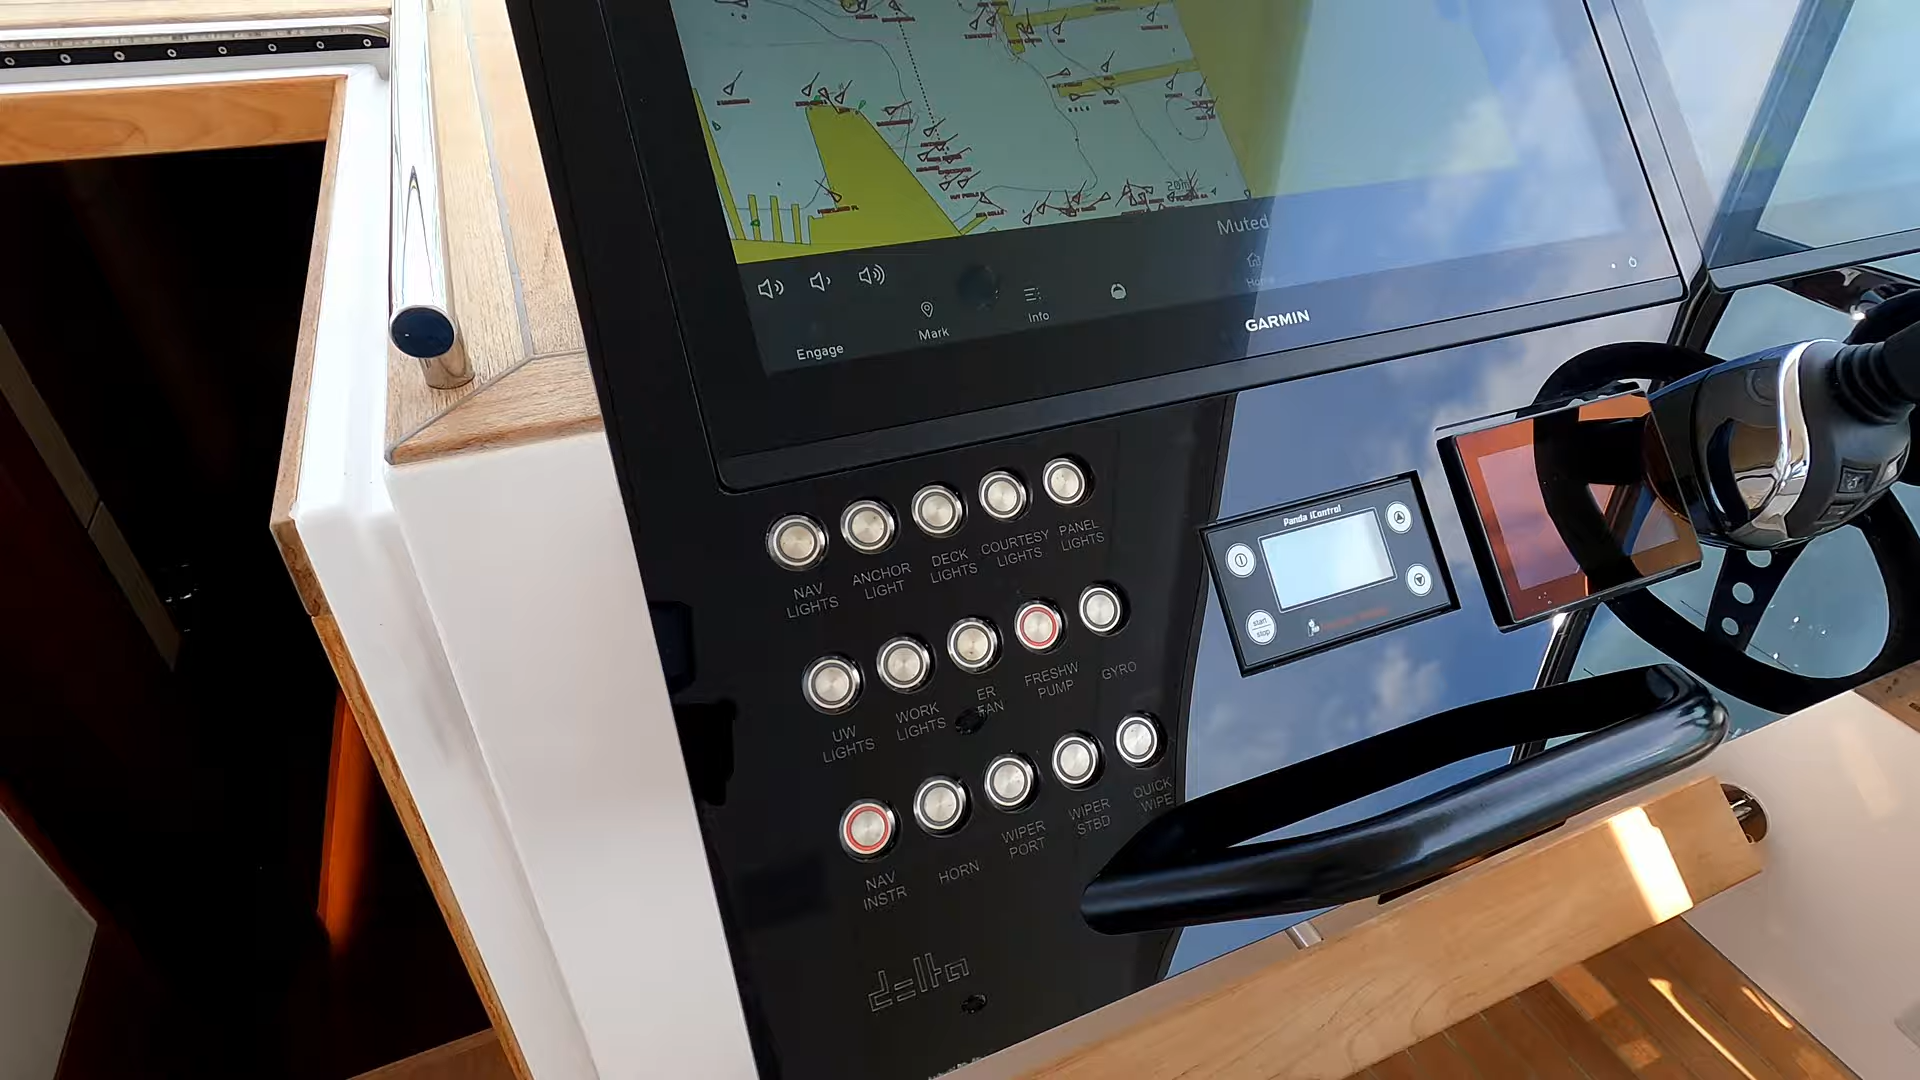 20m
Muted
Mark
Info
Home
Engage
GARMIN
NAV
LIGHTS
ANCHOR
LIGHT
DECK
LIGHTS
COURTESY
LIGHTS
PANEL
LIGHTS
Panda iControl
start
stop
UW
LIGHTS
WORK
LIGHTS
ER
FAN
FRESHW
PUMP
GYRO
NAV
INSTR
HORN
WIPER
PORT
WIPER
STBD
QUICK
WIPE
delta